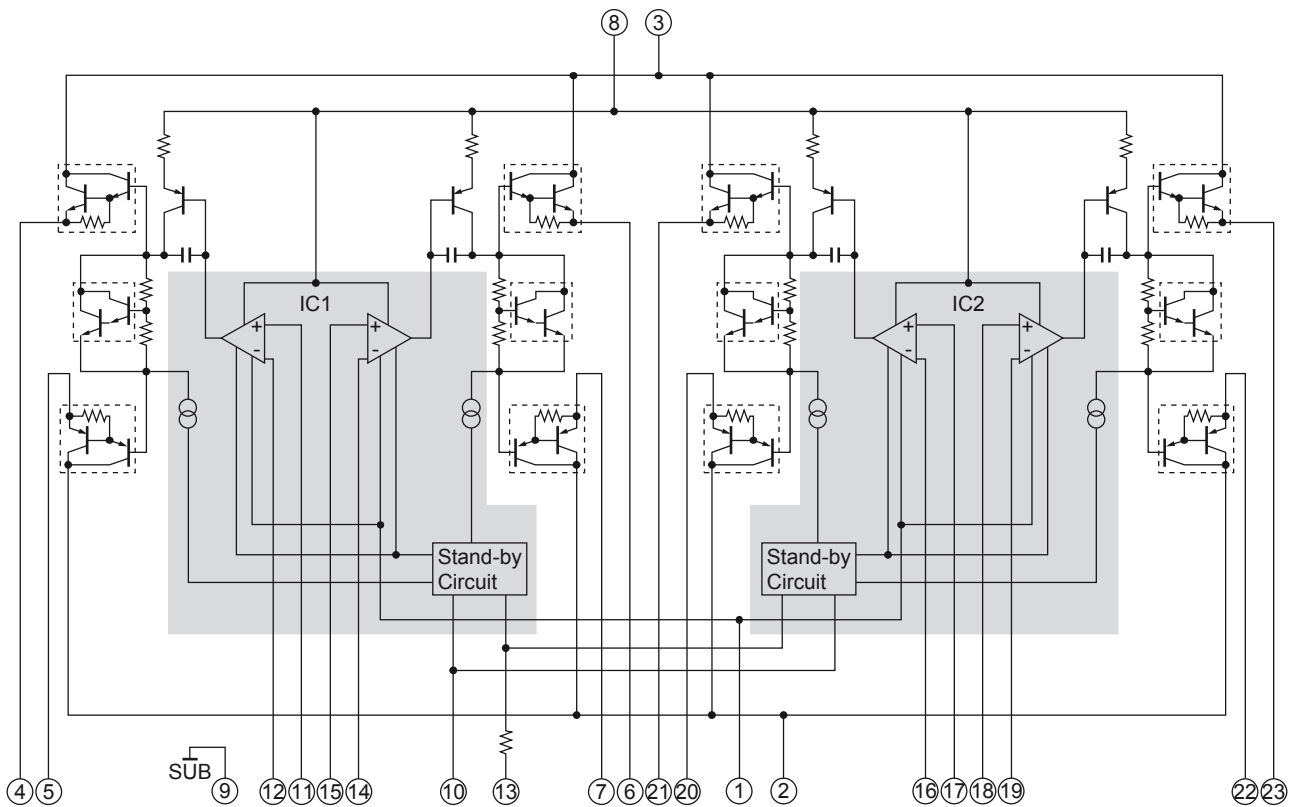 8 3
IC1 IC2
+ + + +
- - - -
Stand-by
Circuit
Stand-by
Circuit
SUB
4 5 9 12 11 15 14 10 13 7 6 21 20 1 2 16 17 18 19 22 23